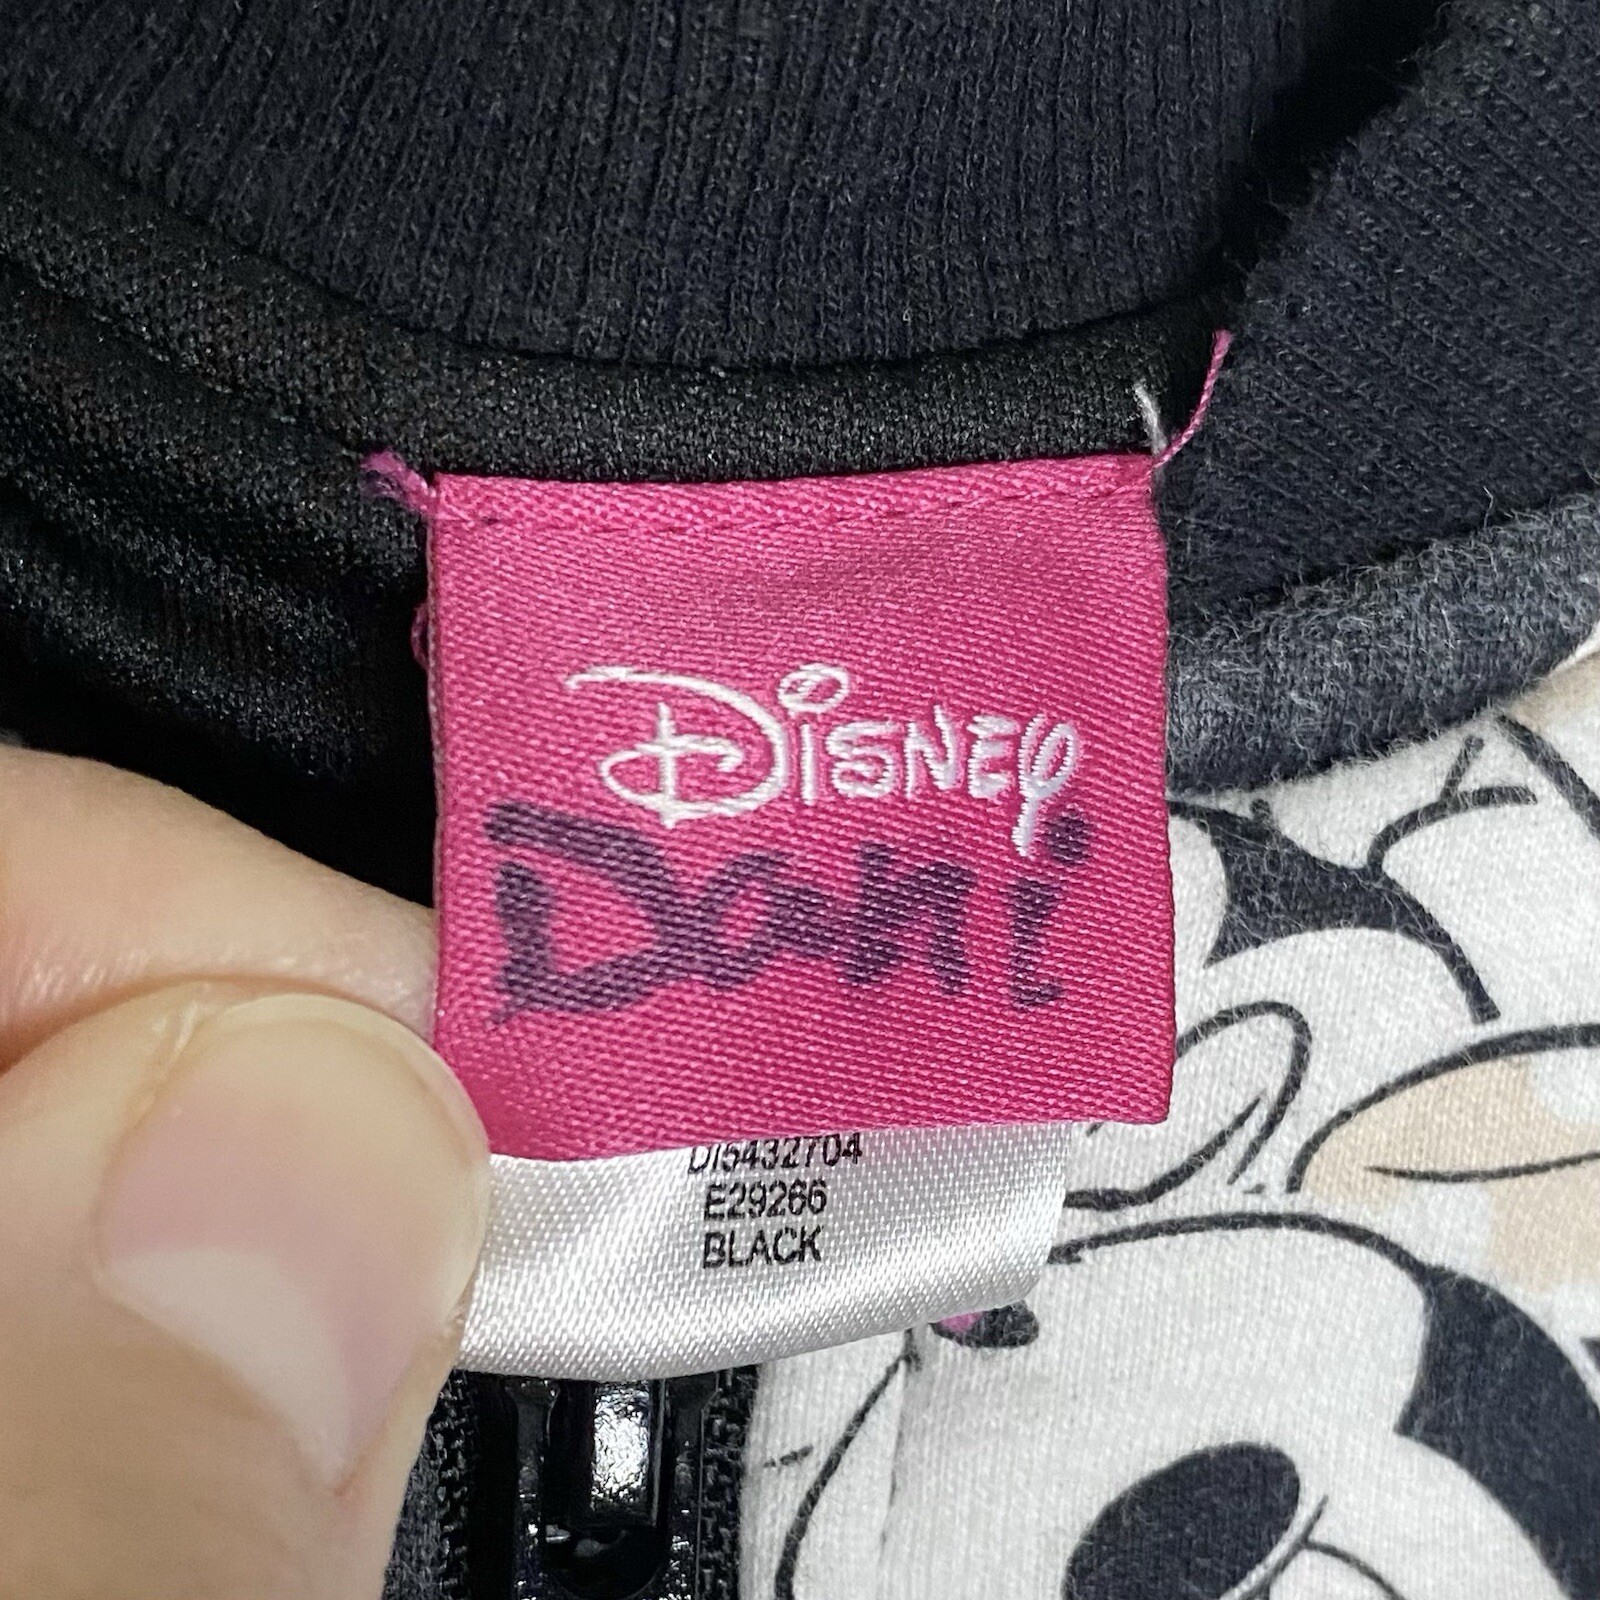 Disney
Dani
DI5432704
E29266
BLACK